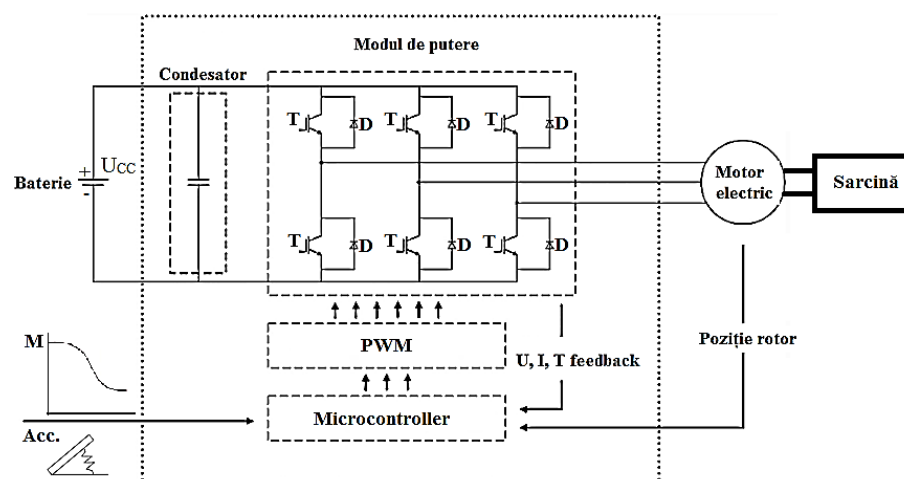 Modul de putere
Condesator
T D T D T D
+
UCC
Baterie
-
Motor
electric
Sarcină
T D T D T D
PWM
M
U, I, T feedback
Poziție rotor
Microcontroller
Acc.